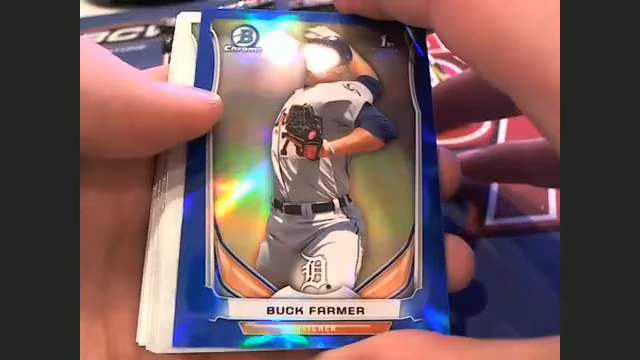 Bowman
Chrome
1st
BUCK FARMER
PITCHER